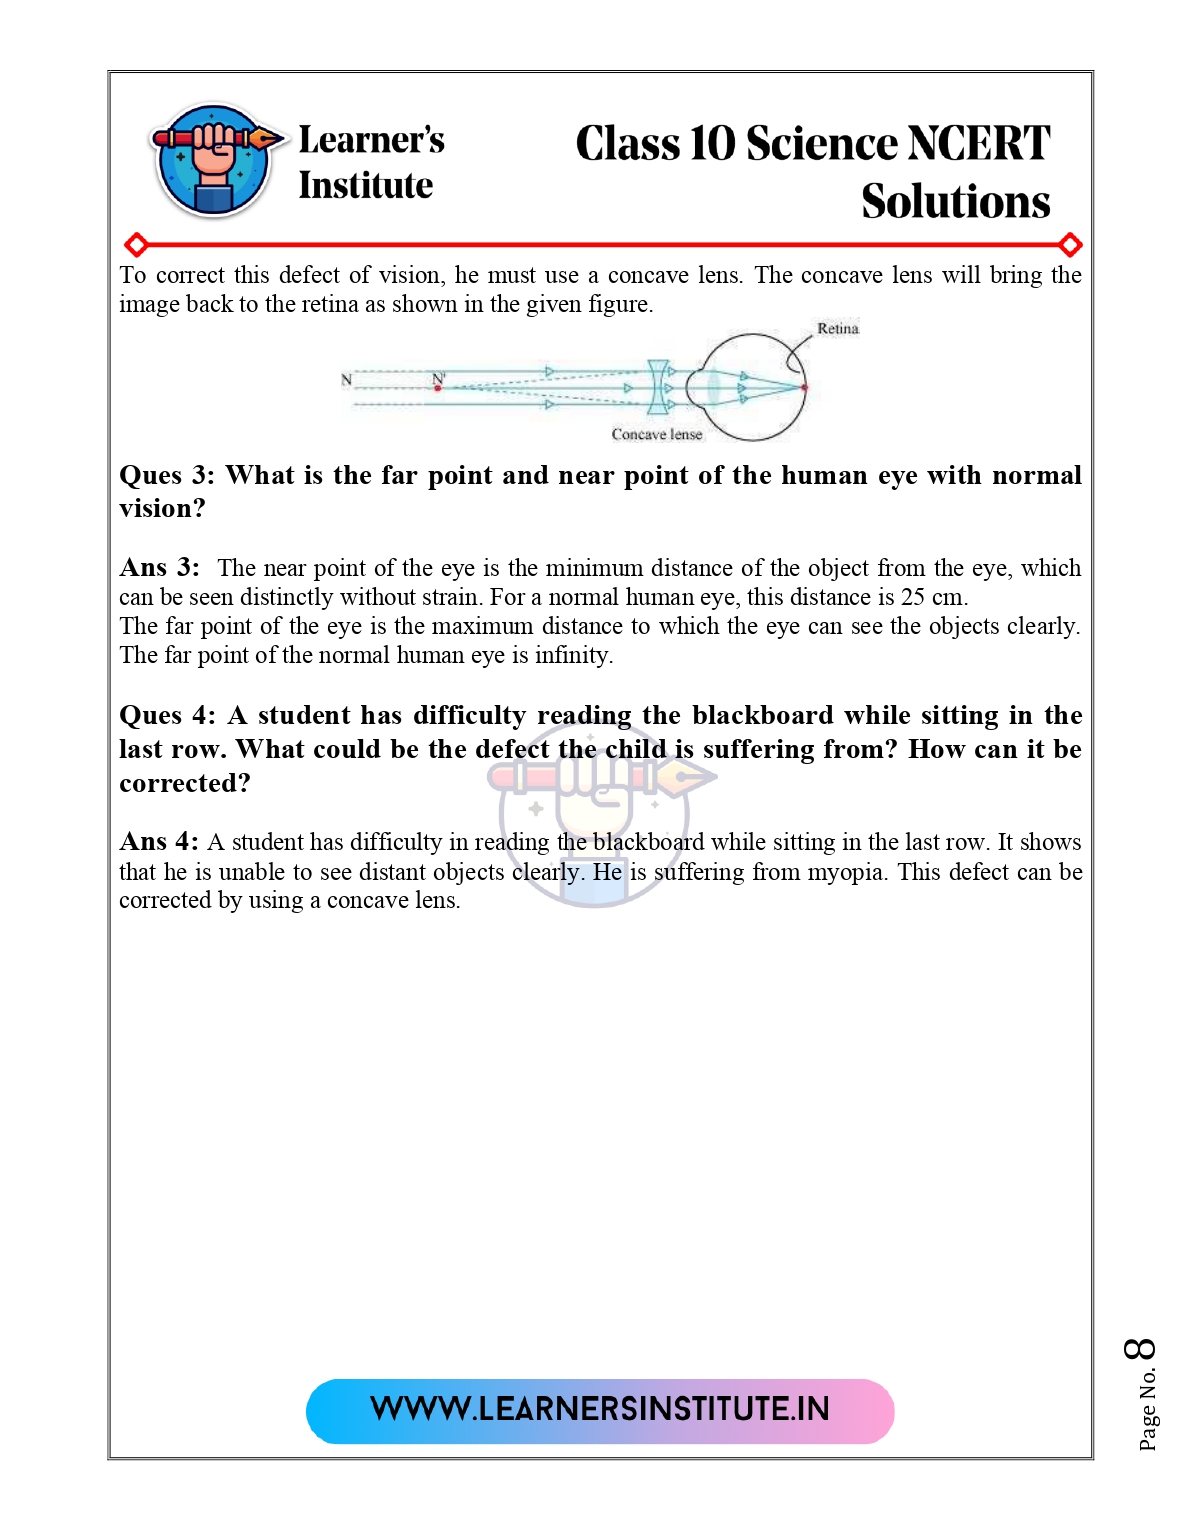 Learner's
Institute
Class 10 Science NCERT
Solutions
To correct this defect of vision, he must use a concave lens. The concave lens will bring the
image back to the retina as shown in the given figure.
Retina
N
N'
Concave lense
Ques 3: What is the far point and near point of the human eye with normal
vision?
Ans 3: The near point of the eye is the minimum distance of the object from the eye, which
can be seen distinctly without strain. For a normal human eye, this distance is 25 cm.
The far point of the eye is the maximum distance to which the eye can see the objects clearly.
The far point of the normal human eye is infinity.
Ques 4: A student has difficulty reading the blackboard while sitting in the
last row. What could be the defect the child is suffering from? How can it be
corrected?
Ans 4: A student has difficulty in reading the blackboard while sitting in the last row. It shows
that he is unable to see distant objects clearly. He is suffering from myopia. This defect can be
corrected by using a concave lens.
WWW.LEARNERSINSTITUTE.IN
Page No. 8